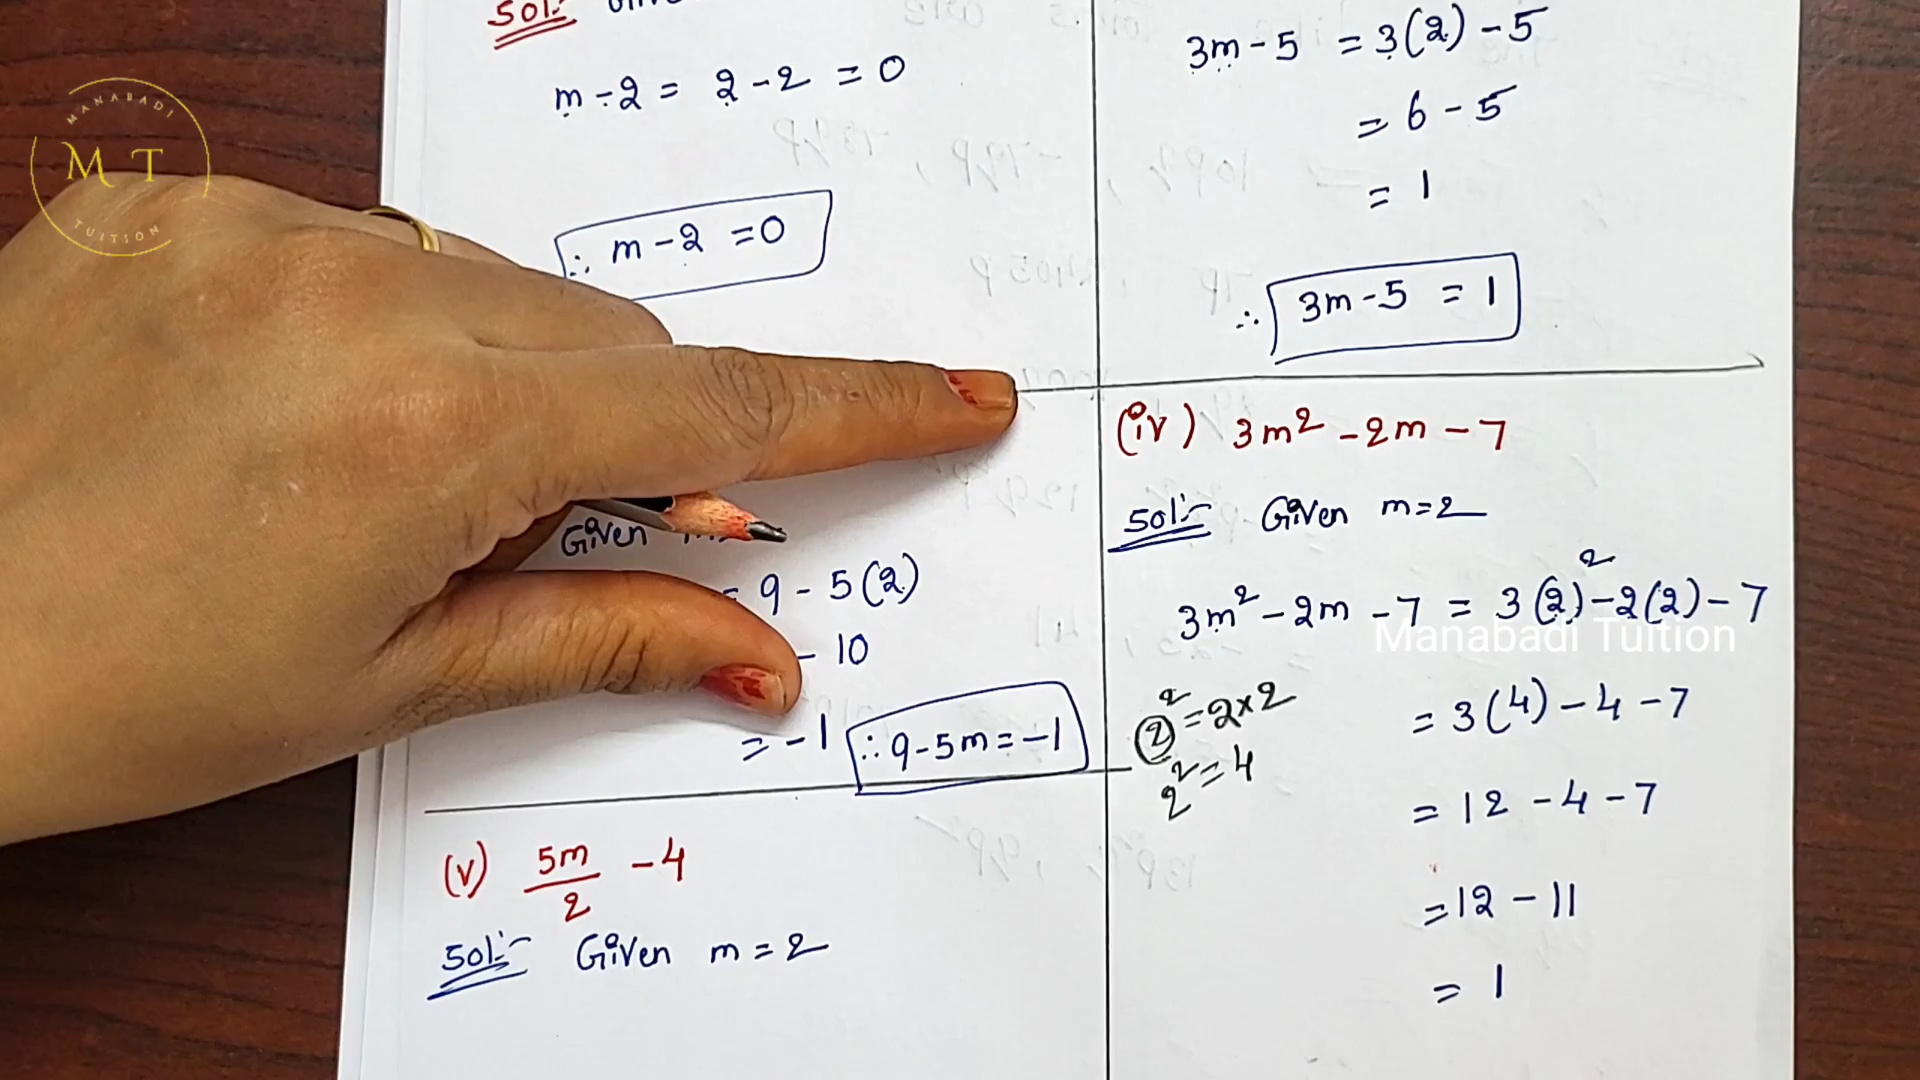 MANABADI
M T
TUITION
Sol:-
m-2 = 2-2 = 0
∴ m-2 = 0
3m-5 = 3(2)-5
= 6-5
= 1
∴ 3m-5 = 1
Given
= 9-5(2)
- 10
= -1 ∴ 9-5m = -1
(iv) 3m² -2m -7
Sol:- Given m=2
3m² -2m -7 = 3(2)² -2(2) -7
Manabadi Tuition
2² = 2×2
2² = 4
= 3(4) -4 -7
= 12 -4 -7
= 12 - 11
= 1
(v) 5m/2 -4
Sol:- Given m=2